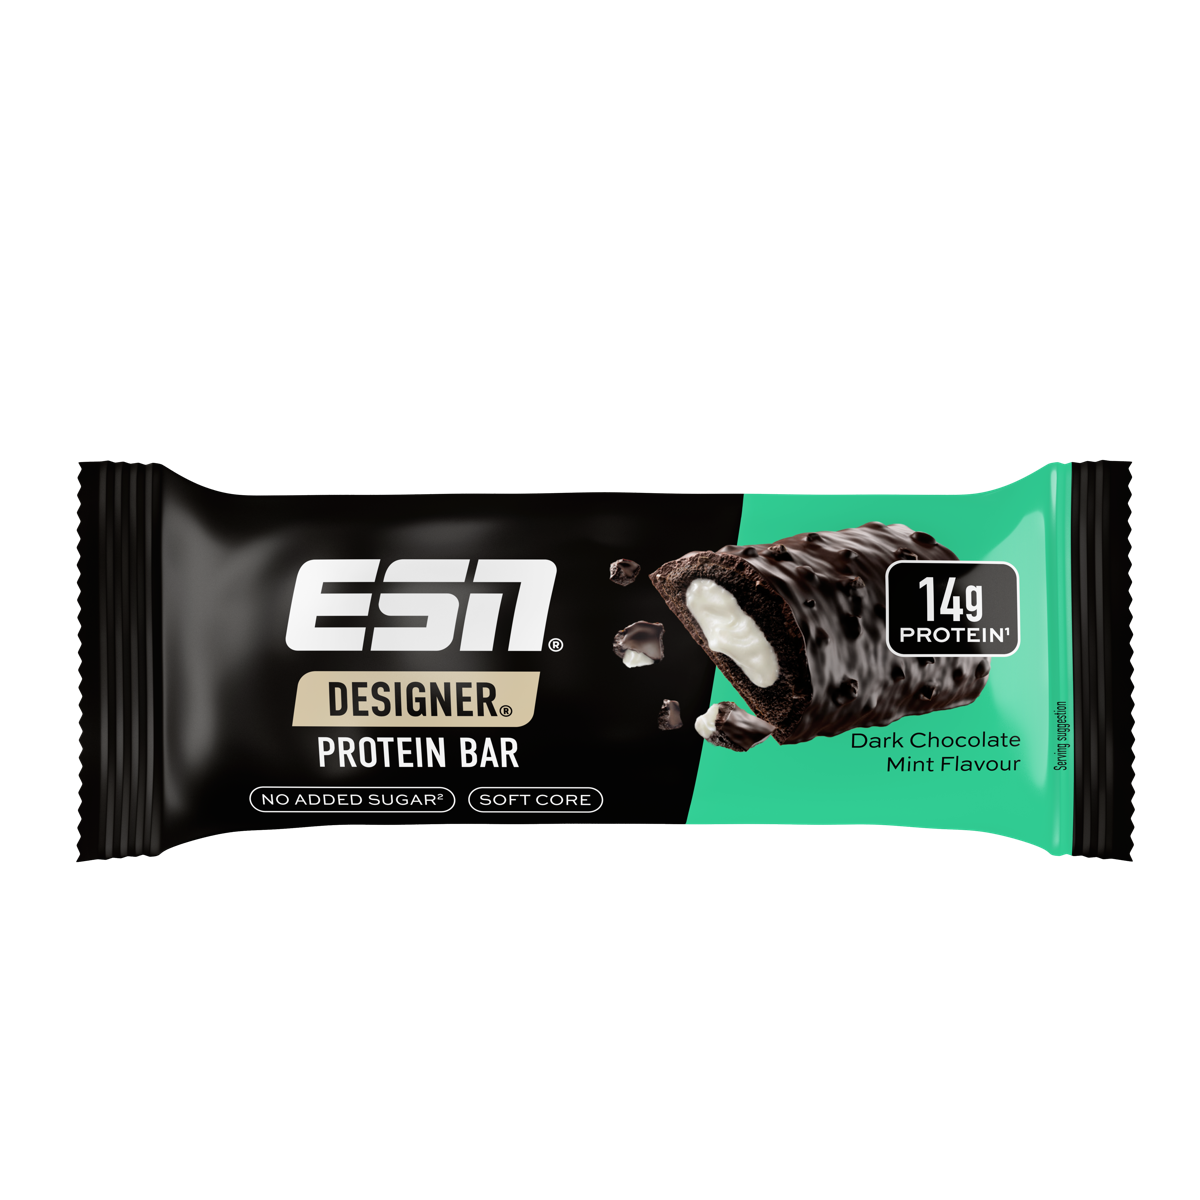 ESN®
DESIGNER®
PROTEIN BAR
NO ADDED SUGAR² SOFT CORE
14g
PROTEIN¹
Dark Chocolate
Mint Flavour
Serving suggestion